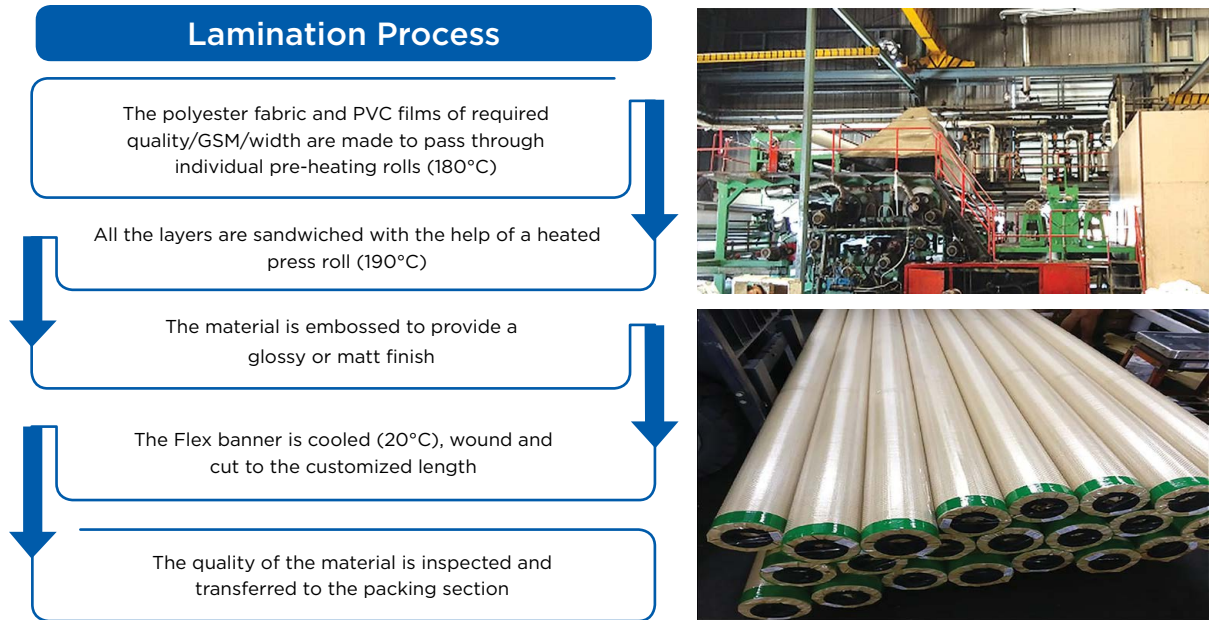 Lamination Process
The polyester fabric and PVC films of required
quality/GSM/width are made to pass through
individual pre-heating rolls (180°C)
All the layers are sandwiched with the help of a heated
press roll (190°C)
The material is embossed to provide a
glossy or matt finish
The Flex banner is cooled (20°C), wound and
cut to the customized length
The quality of the material is inspected and
transferred to the packing section